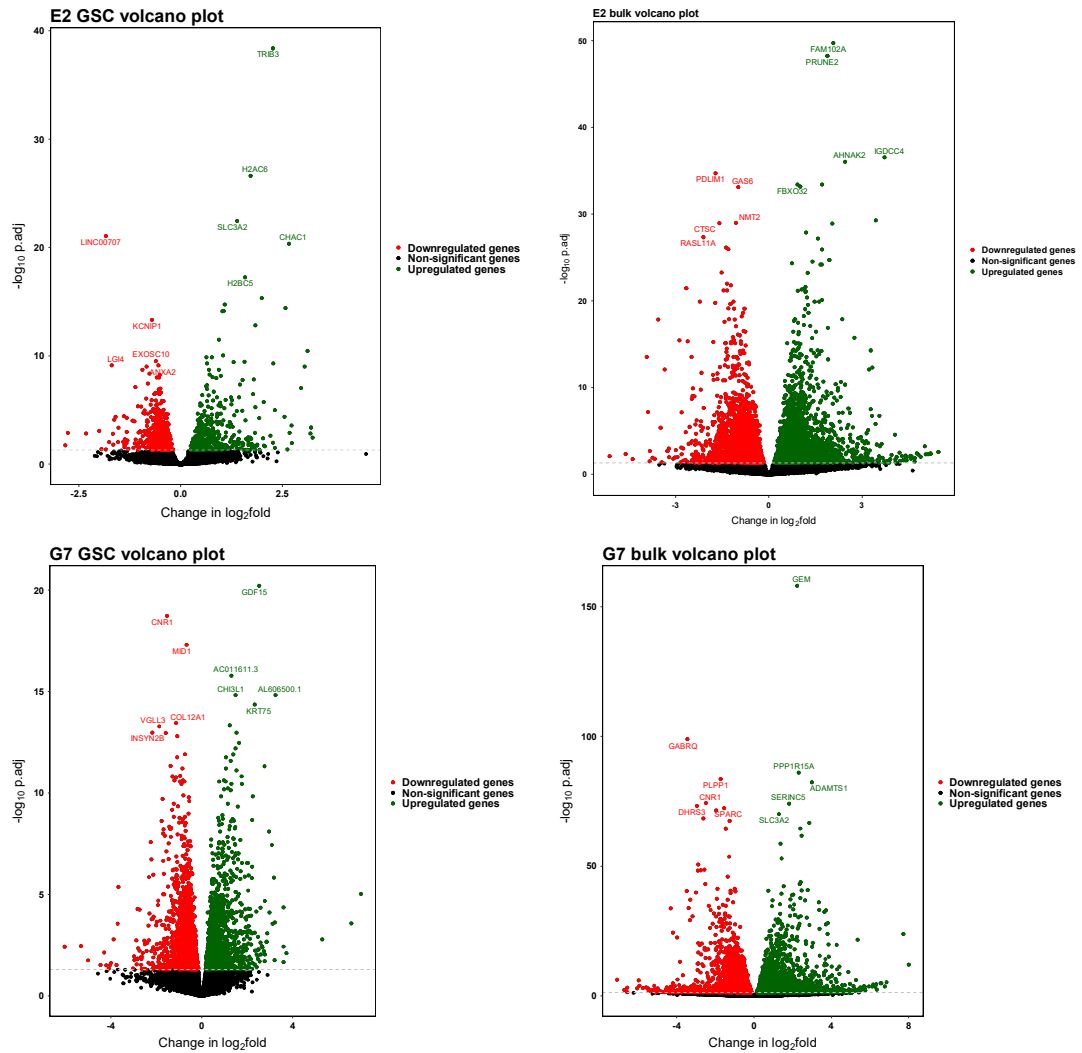 E2 GSC volcano plot
40
30
20
10
0
-2.5
0.0
2.5
-log10 p.adj
Change in log2fold
TRIB3
H2AC6
SLC3A2
LINC00707
CHAC1
H2BC5
KCNIP1
EXOSC10
LGI4
ANXA2
Downregulated genes
Non-significant genes
Upregulated genes
E2 bulk volcano plot
50
40
30
20
10
0
-3
0
3
-log10 p.adj
Change in log2fold
FAM102A
PRUNE2
IGDCC4
AHNAK2
PDLIM1
GAS6
FBXO32
NMT2
CTSC
RASL11A
Downregulated genes
Non-significant genes
Upregulated genes
G7 GSC volcano plot
20
15
10
5
0
-4
0
4
-log10 p.adj
Change in log2fold
GDF15
CNR1
MID1
AC011611.3
CHI3L1
AL606500.1
KRT75
VGLL3
COL12A1
INSYN2B
Downregulated genes
Non-significant genes
Upregulated genes
G7 bulk volcano plot
150
100
50
0
-4
0
4
8
-log10 p.adj
Change in log2fold
GEM
GABRQ
PPP1R15A
PLPP1
ADAMTS1
CNR1
SERINC5
DHRS3
SPARC
SLC3A2
Downregulated genes
Non-significant genes
Upregulated genes